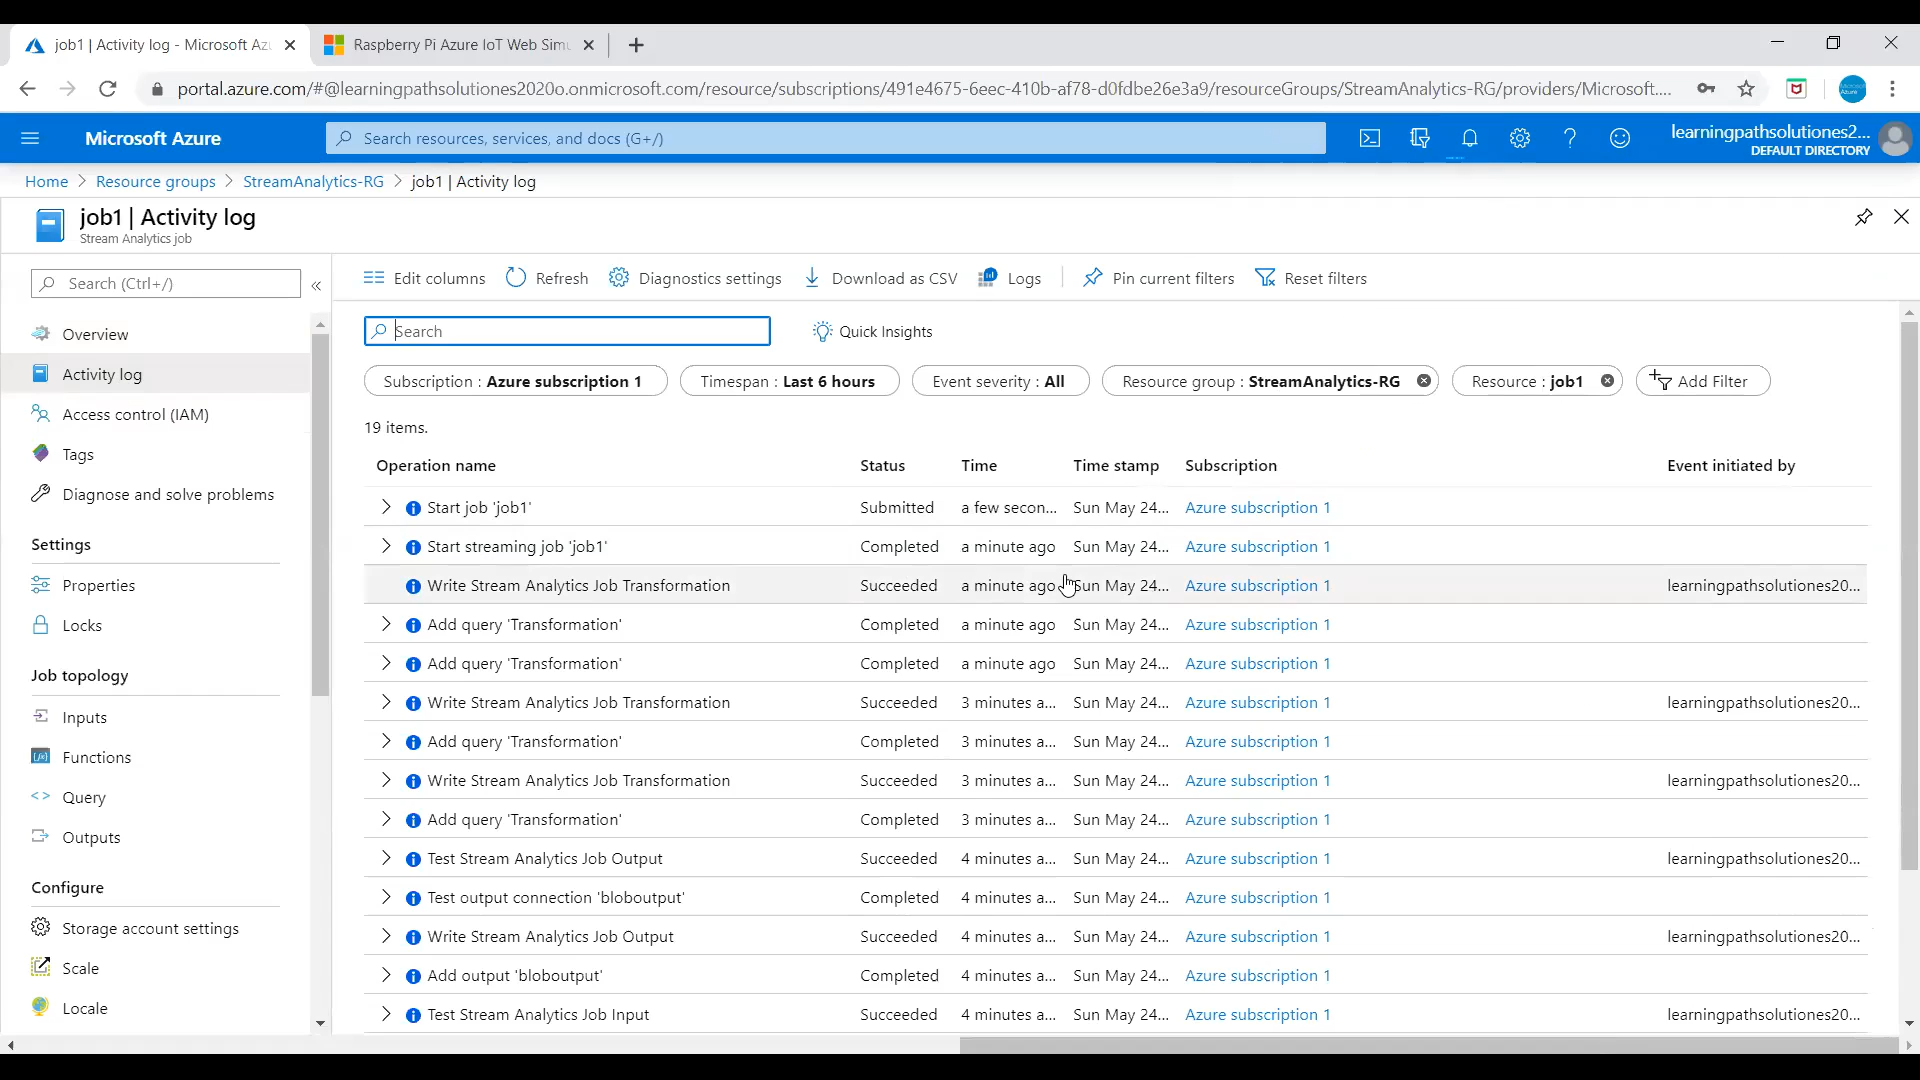 job1 | Activity log - Microsoft Az
Raspberry Pi Azure IoT Web Simu
portal.azure.com/#@learningpathsolutiones2020o.onmicrosoft.com/resource/subscriptions/491e4675-6eec-410b-af78-d0fdbe26e3a9/resourceGroups/StreamAnalytics-RG/providers/Microsoft....
Microsoft Azure
Search resources, services, and docs (G+/)
learningpathsolutiones2...
DEFAULT DIRECTORY
Home > Resource groups > StreamAnalytics-RG > job1 | Activity log
job1 | Activity log
Stream Analytics job
Search (Ctrl+/)
«
Overview
Activity log
Access control (IAM)
Tags
Diagnose and solve problems
Settings
Properties
Locks
Job topology
Inputs
Functions
Query
Outputs
Configure
Storage account settings
Scale
Locale
Edit columns Refresh Diagnostics settings Download as CSV Logs Pin current filters Reset filters
Search
Quick Insights
Subscription : Azure subscription 1 Timespan : Last 6 hours Event severity : All Resource group : StreamAnalytics-RG Resource : job1 Add Filter
19 items.
Operation name Status Time Time stamp Subscription Event initiated by
Start job 'job1' Submitted a few secon... Sun May 24... Azure subscription 1
Start streaming job 'job1' Completed a minute ago Sun May 24... Azure subscription 1
Write Stream Analytics Job Transformation Succeeded a minute ago Sun May 24... Azure subscription 1 learningpathsolutiones20...
Add query 'Transformation' Completed a minute ago Sun May 24... Azure subscription 1
Add query 'Transformation' Completed a minute ago Sun May 24... Azure subscription 1
Write Stream Analytics Job Transformation Succeeded 3 minutes a... Sun May 24... Azure subscription 1 learningpathsolutiones20...
Add query 'Transformation' Completed 3 minutes a... Sun May 24... Azure subscription 1
Write Stream Analytics Job Transformation Succeeded 3 minutes a... Sun May 24... Azure subscription 1 learningpathsolutiones20...
Add query 'Transformation' Completed 3 minutes a... Sun May 24... Azure subscription 1
Test Stream Analytics Job Output Succeeded 4 minutes a... Sun May 24... Azure subscription 1 learningpathsolutiones20...
Test output connection 'bloboutput' Completed 4 minutes a... Sun May 24... Azure subscription 1
Write Stream Analytics Job Output Succeeded 4 minutes a... Sun May 24... Azure subscription 1 learningpathsolutiones20...
Add output 'bloboutput' Completed 4 minutes a... Sun May 24... Azure subscription 1
Test Stream Analytics Job Input Succeeded 4 minutes a... Sun May 24... Azure subscription 1 learningpathsolutiones20...